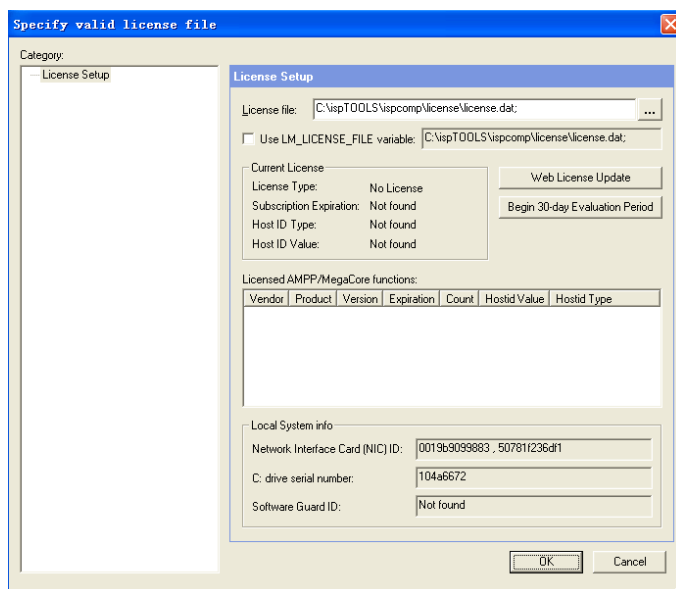 Specify valid license file
Category:
License Setup
License Setup
License file: C:\ispTOOLS\ispcomp\license\license.dat; ...
Use LM_LICENSE_FILE variable: C:\ispTOOLS\ispcomp\license\license.dat;
Current License
License Type: No License
Subscription Expiration: Not found
Host ID Type: Not found
Host ID Value: Not found
Web License Update
Begin 30-day Evaluation Period
Licensed AMPP/MegaCore functions:
Vendor Product Version Expiration Count Hostid Value Hostid Type
Local System info
Network Interface Card (NIC) ID: 0019b9099883 , 50781f236df1
C: drive serial number: 104a6672
Software Guard ID: Not found
OK Cancel